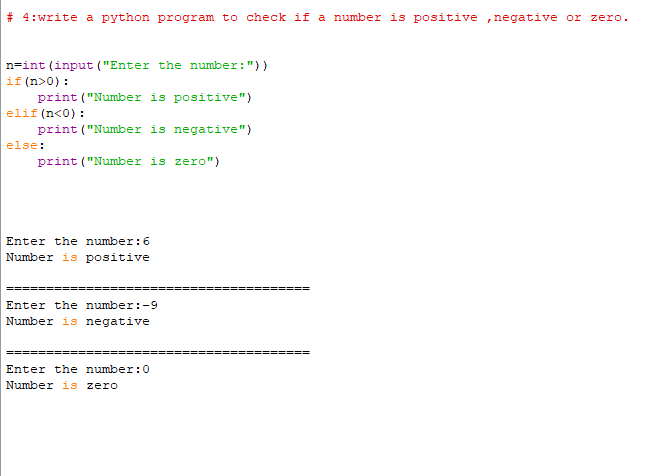 # 4:write a python program to check if a number is positive ,negative or zero.
n=int(input("Enter the number:"))
if(n>0):
    print("Number is positive")
elif(n<0):
    print("Number is negative")
else:
    print("Number is zero")
Enter the number:6
Number is positive
======================================
Enter the number:-9
Number is negative
======================================
Enter the number:0
Number is zero